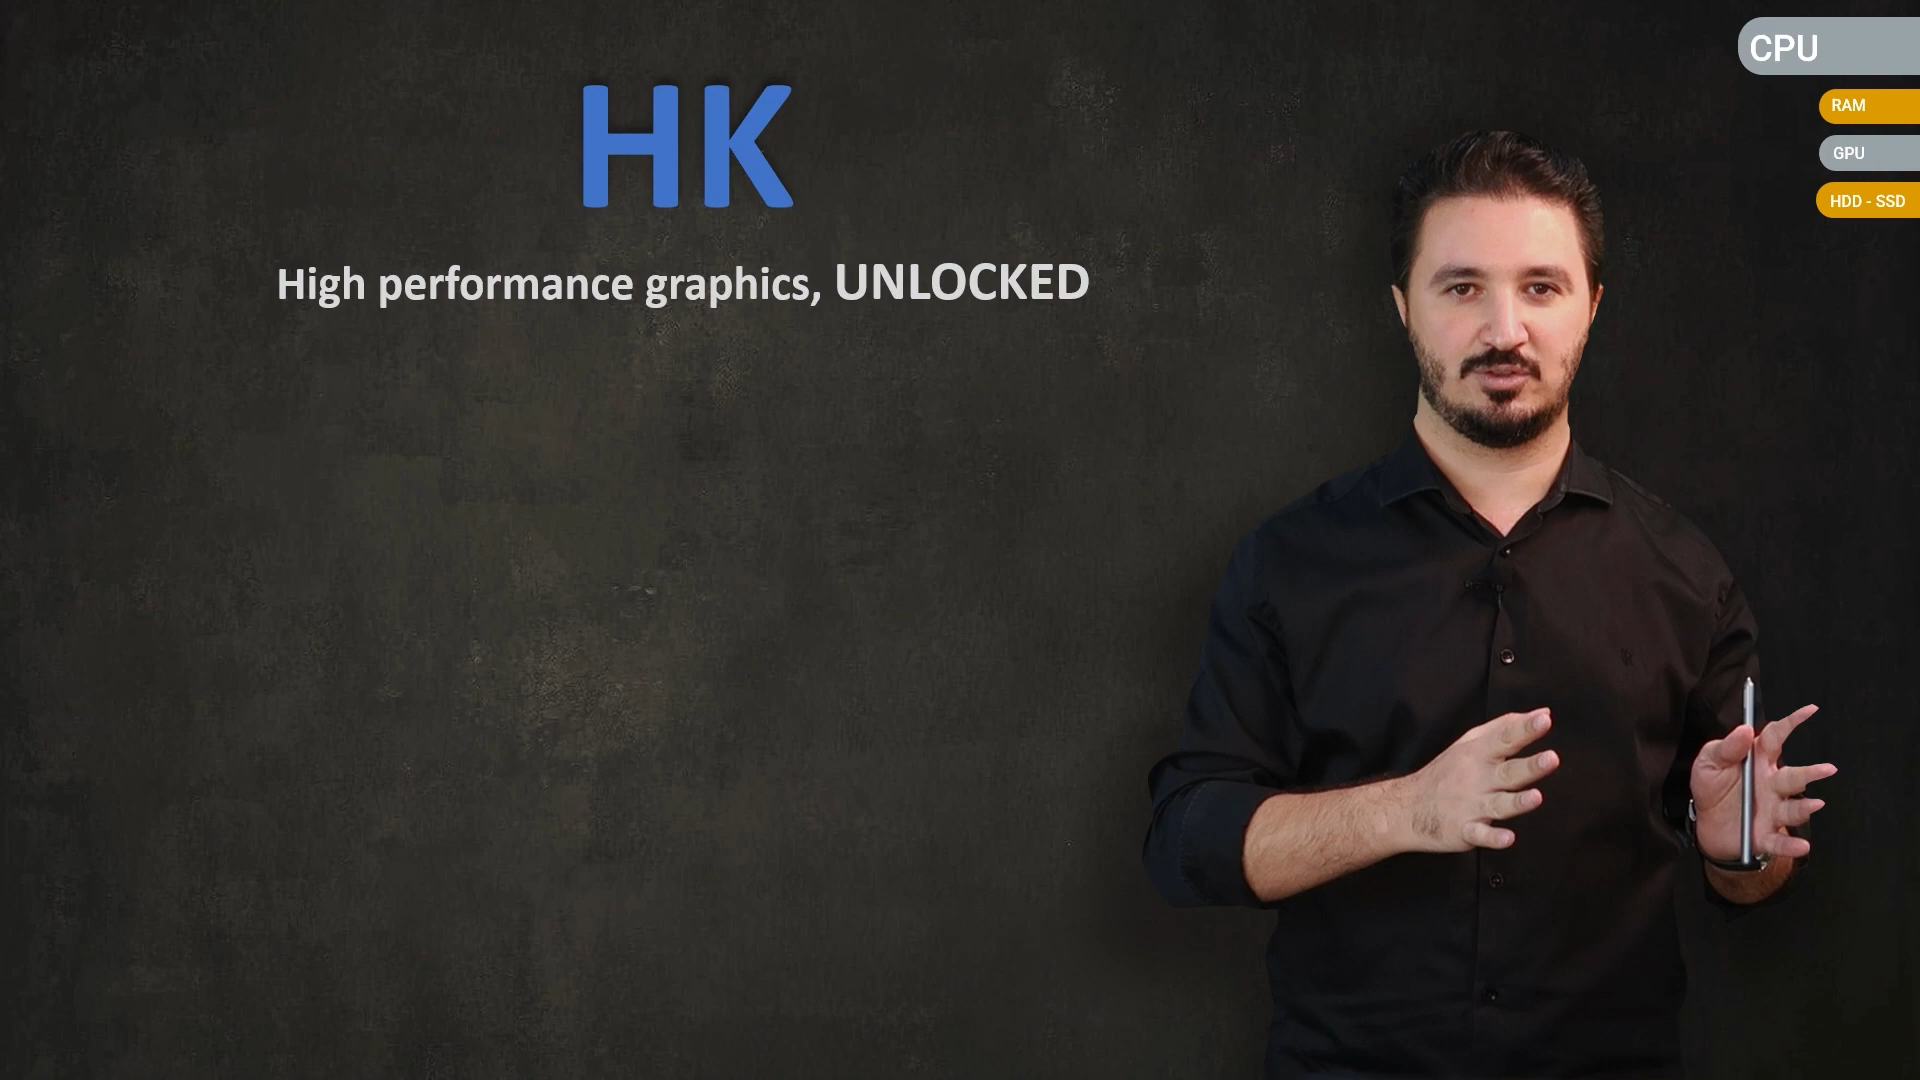 HK
High performance graphics, UNLOCKED
CPU
RAM
GPU
HDD - SSD